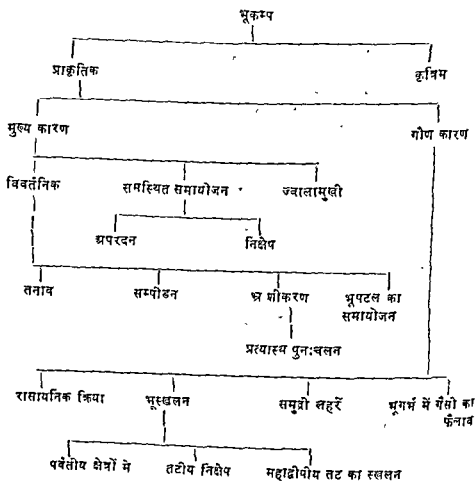 भूकम्प
प्राकृतिक कृत्रिम
मुख्य कारण गौण कारण
विवर्तनिक समस्थित समायोजन ज्वालामुखी
अपरदन निक्षेप
तनाव सम्पीडन भ्रंशीकरण भूपटल का
समायोजन
प्रत्यास्थ पुनःचलन
रासायनिक क्रिया भूस्खलन समुद्री लहरें भूगर्भ में गैसो का
फैलाव
पर्वतीय क्षेत्रों में तटीय निक्षेप महाद्वीपीय तट का स्खलन